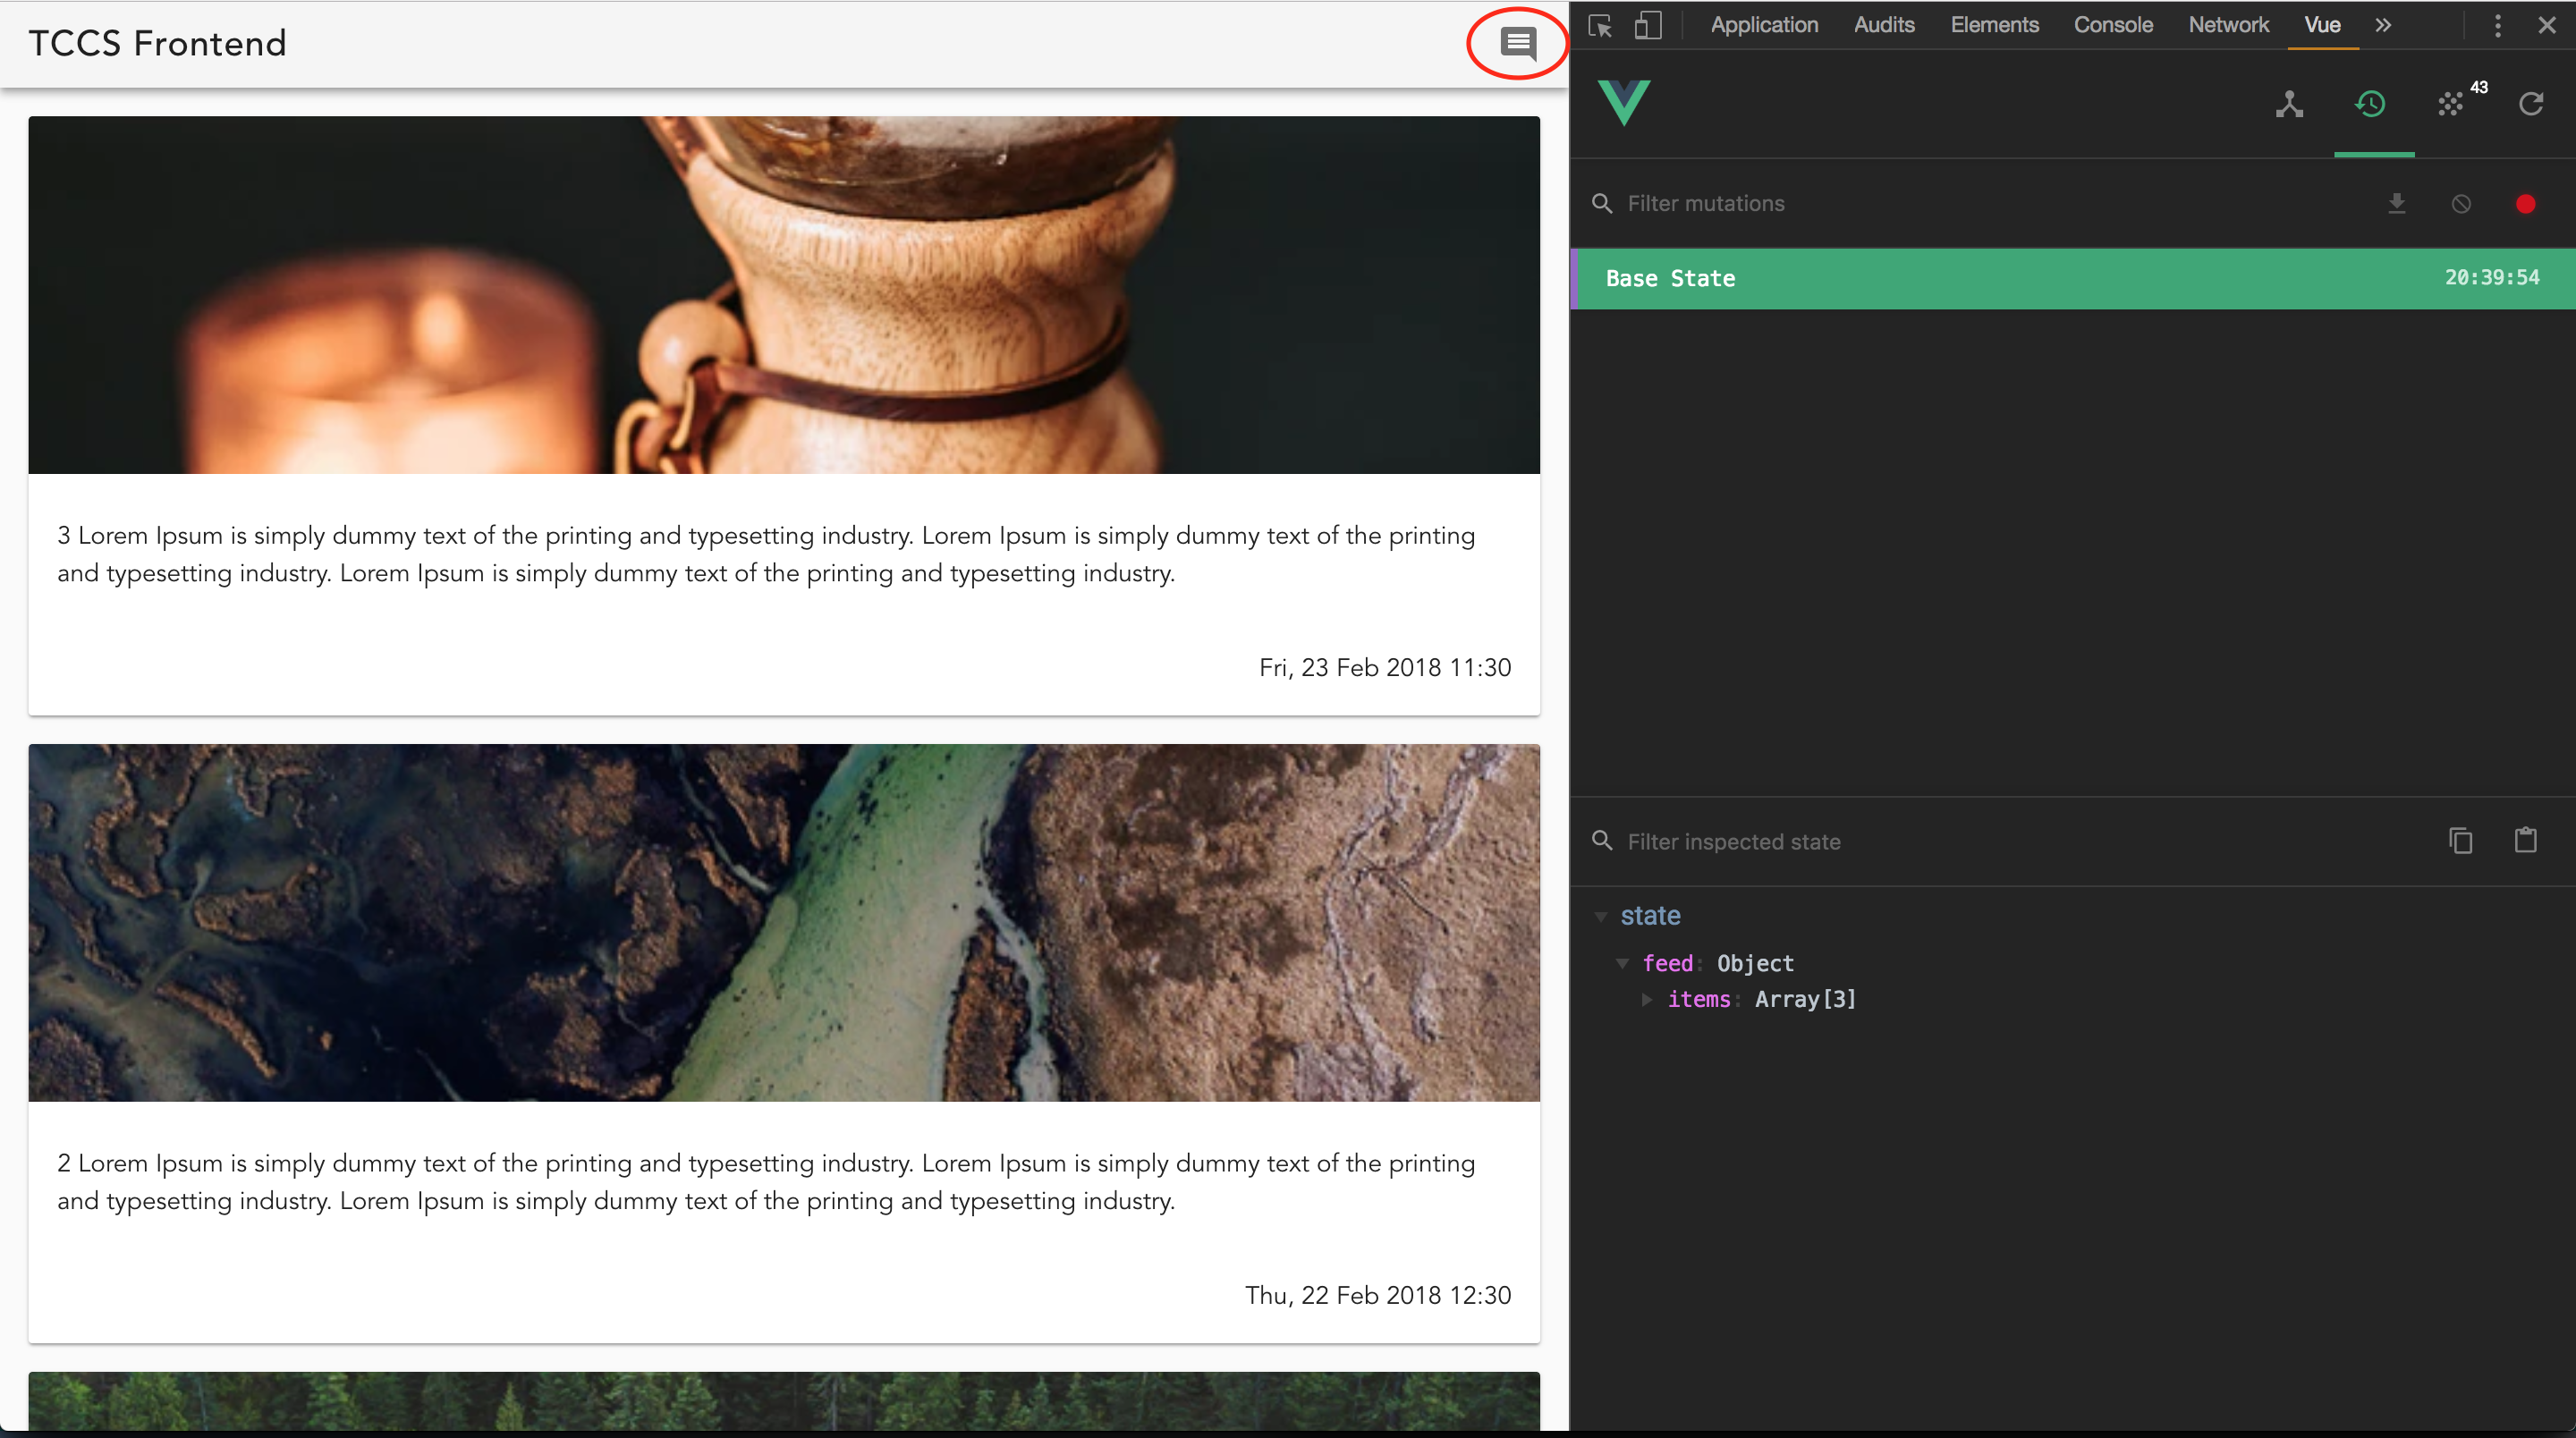 TCCS Frontend
3 Lorem Ipsum is simply dummy text of the printing and typesetting industry. Lorem Ipsum is simply dummy text of the printing
and typesetting industry. Lorem Ipsum is simply dummy text of the printing and typesetting industry.
Fri, 23 Feb 2018 11:30
2 Lorem Ipsum is simply dummy text of the printing and typesetting industry. Lorem Ipsum is simply dummy text of the printing
and typesetting industry. Lorem Ipsum is simply dummy text of the printing and typesetting industry.
Thu, 22 Feb 2018 12:30
Application Audits Elements Console Network Vue »
43
Filter mutations
Base State 20:39:54
Filter inspected state
state
feed: Object
items: Array[3]